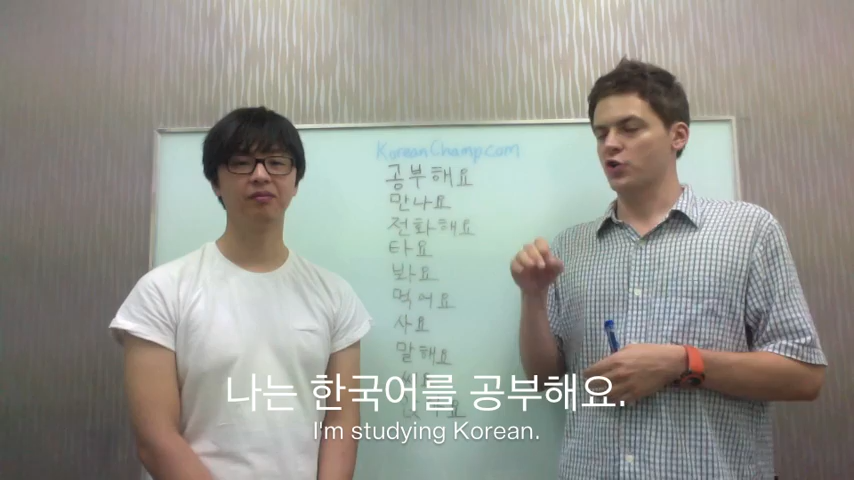 KoreanChamp.com
공부해요
만나요
전화해요
타요
봐요
먹어요
사요
말해요
나는 한국어를 공부해요.
I'm studying Korean.